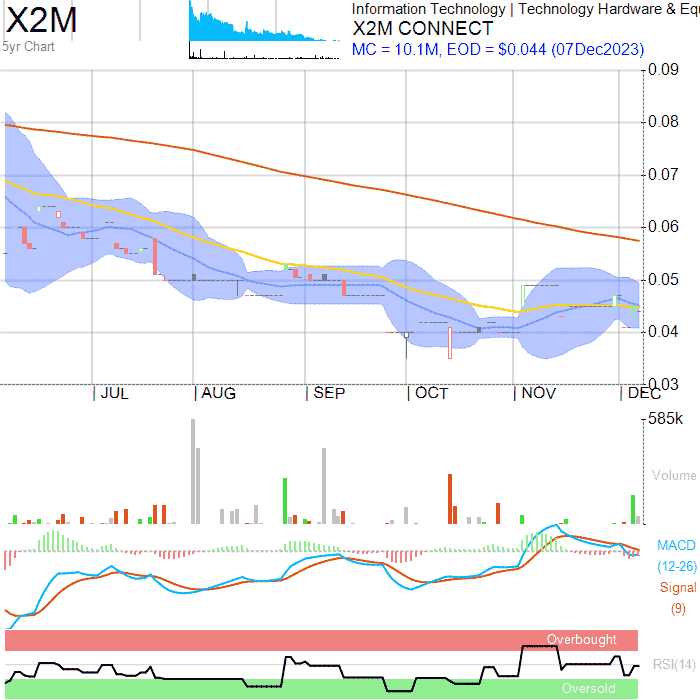 X2M
5yr Chart
Information Technology | Technology Hardware & Equ
X2M CONNECT
MC = 10.1M, EOD = $0.044 (07Dec2023)
0.09
0.08
0.07
0.06
0.05
0.04
0.03
JUL AUG SEP OCT NOV DEC
585k
Volume
MACD
(12-26)
Signal
(9)
Overbought
RSI(14)
Oversold